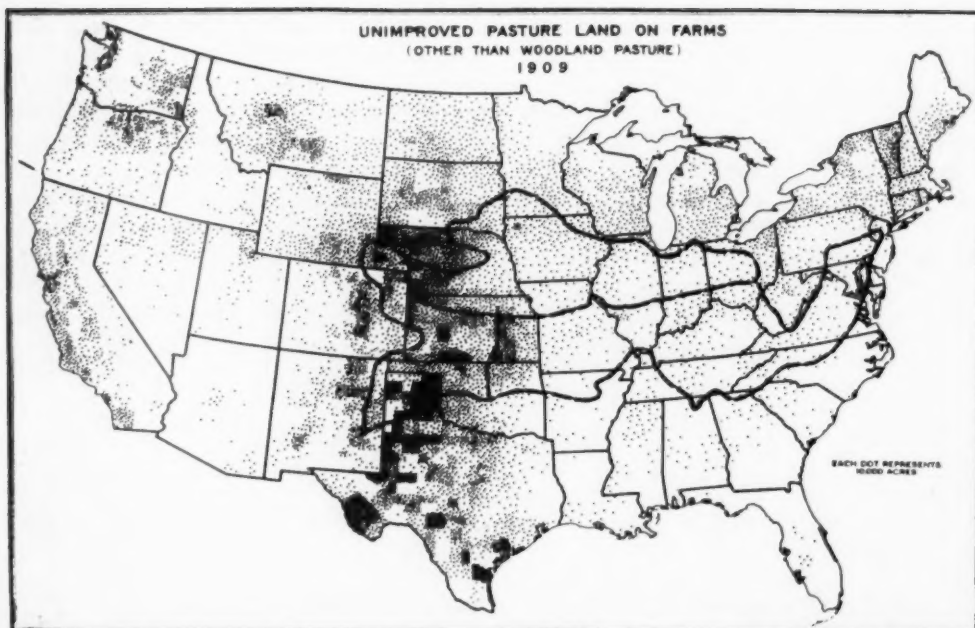 UNIMPROVED PASTURE LAND ON FARMS
(OTHER THAN WOODLAND PASTURE)
1909
EACH DOT REPRESENTS
10,000 ACRES